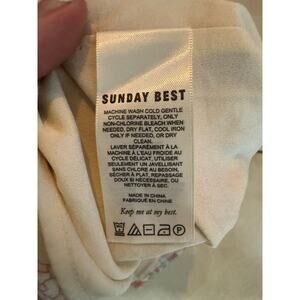 SUNDAY BEST
MACHINE WASH COLD GENTLE
CYCLE SEPARATELY, ONLY
NON-CHLORINE BLEACH WHEN
NEEDED, DRY FLAT, COOL IRON
ONLY IF NEEDED, OR DRY
CLEAN.
LAVER SÉPARÉMENT À LA
MACHINE À L'EAU FROIDE AU
CYCLE DÉLICAT, UTILISER
SEULEMENT UN JAVELLISANT
SANS CHLORE AU BESOIN,
SÉCHER À PLAT, REPASSAGE
DOUX SI NÉCESSAIRE, OU
NETTOYER À SEC.
MADE IN CHINA
FABRIQUÉ EN CHINE
Keep me at my best.
P